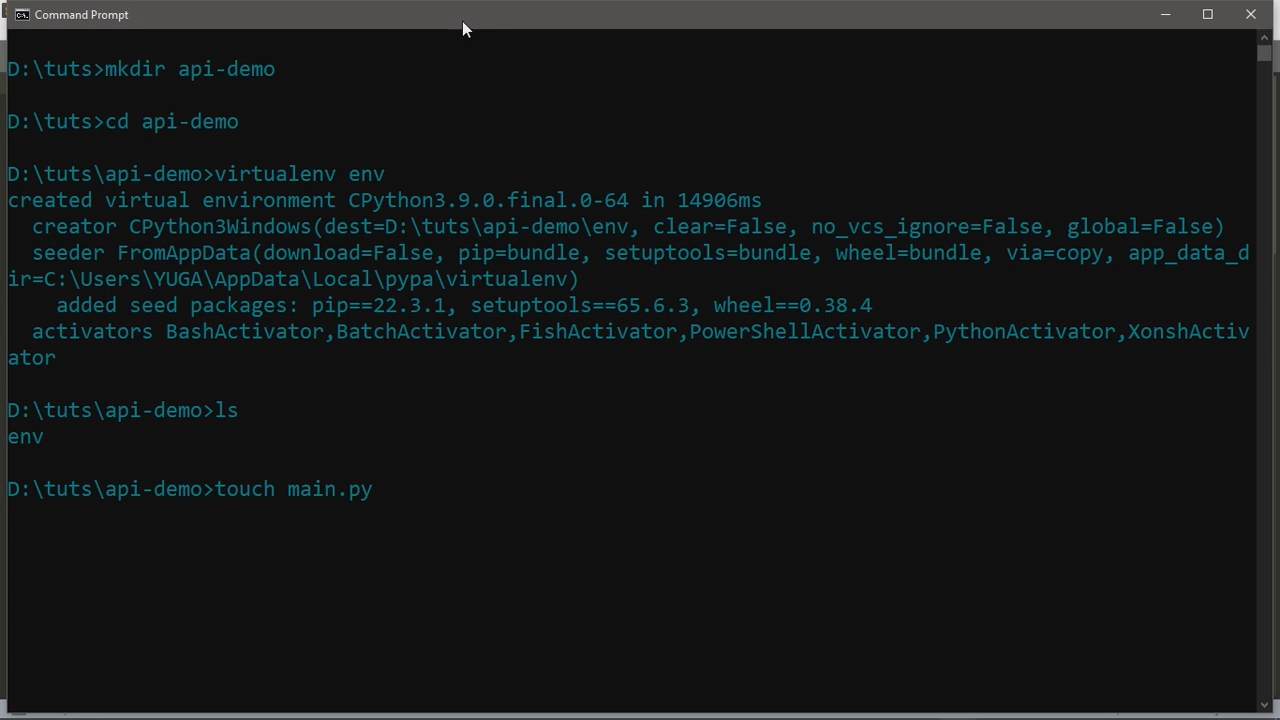 Command Prompt
D:\tuts>mkdir api-demo
D:\tuts>cd api-demo
D:\tuts\api-demo>virtualenv env
created virtual environment CPython3.9.0.final.0-64 in 14906ms
  creator CPython3Windows(dest=D:\tuts\api-demo\env, clear=False, no_vcs_ignore=False, global=False)
  seeder FromAppData(download=False, pip=bundle, setuptools=bundle, wheel=bundle, via=copy, app_data_d
ir=C:\Users\YUGA\AppData\Local\pypa\virtualenv)
    added seed packages: pip==22.3.1, setuptools==65.6.3, wheel==0.38.4
  activators BashActivator,BatchActivator,FishActivator,PowerShellActivator,PythonActivator,XonshActiv
ator
D:\tuts\api-demo>ls
env
D:\tuts\api-demo>touch main.py